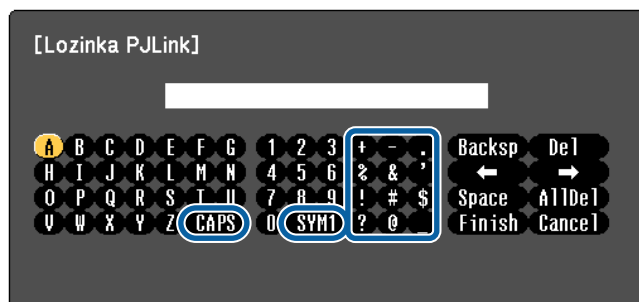 [Lozinka PJLink]
A B C D E F G 1 2 3 + - . Backsp Del
H I J K L M N 4 5 6 % & ' ← →
O P Q R S T U 7 8 9 ! # $ Space AllDel
V W X Y Z CAPS 0 SYM1 ? @ _ Finish Cancel